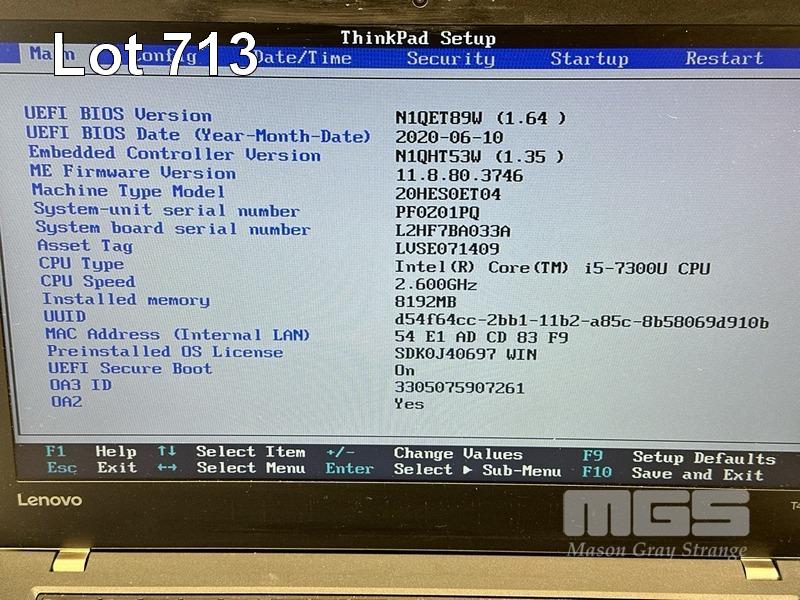 ThinkPad Setup
Lot 713
Main Config Date/Time Security Startup Restart
UEFI BIOS Version N1QET89W (1.64 )
UEFI BIOS Date (Year-Month-Date) 2020-06-10
Embedded Controller Version N1QHT53W (1.35 )
ME Firmware Version 11.8.80.3746
Machine Type Model 20HES0ET04
System-unit serial number PF0Z01PQ
System board serial number L2HF7BA033A
Asset Tag LVSE071409
CPU Type Intel(R) Core(TM) i5-7300U CPU
CPU Speed 2.600GHz
Installed memory 8192MB
UUID d54f64cc-2bb1-11b2-a85c-8b58069d910b
MAC Address (Internal LAN) 54 E1 AD CD 83 F9
Preinstalled OS License SDK0J40697 WIN
UEFI Secure Boot On
OA3 ID 3305075907261
OA2 Yes
F1 Help ↑↓ Select Item +/- Change Values F9 Setup Defaults
Esc Exit ←→ Select Menu Enter Select ▶ Sub-Menu F10 Save and Exit
Lenovo
MGS
Mason Gray Strange